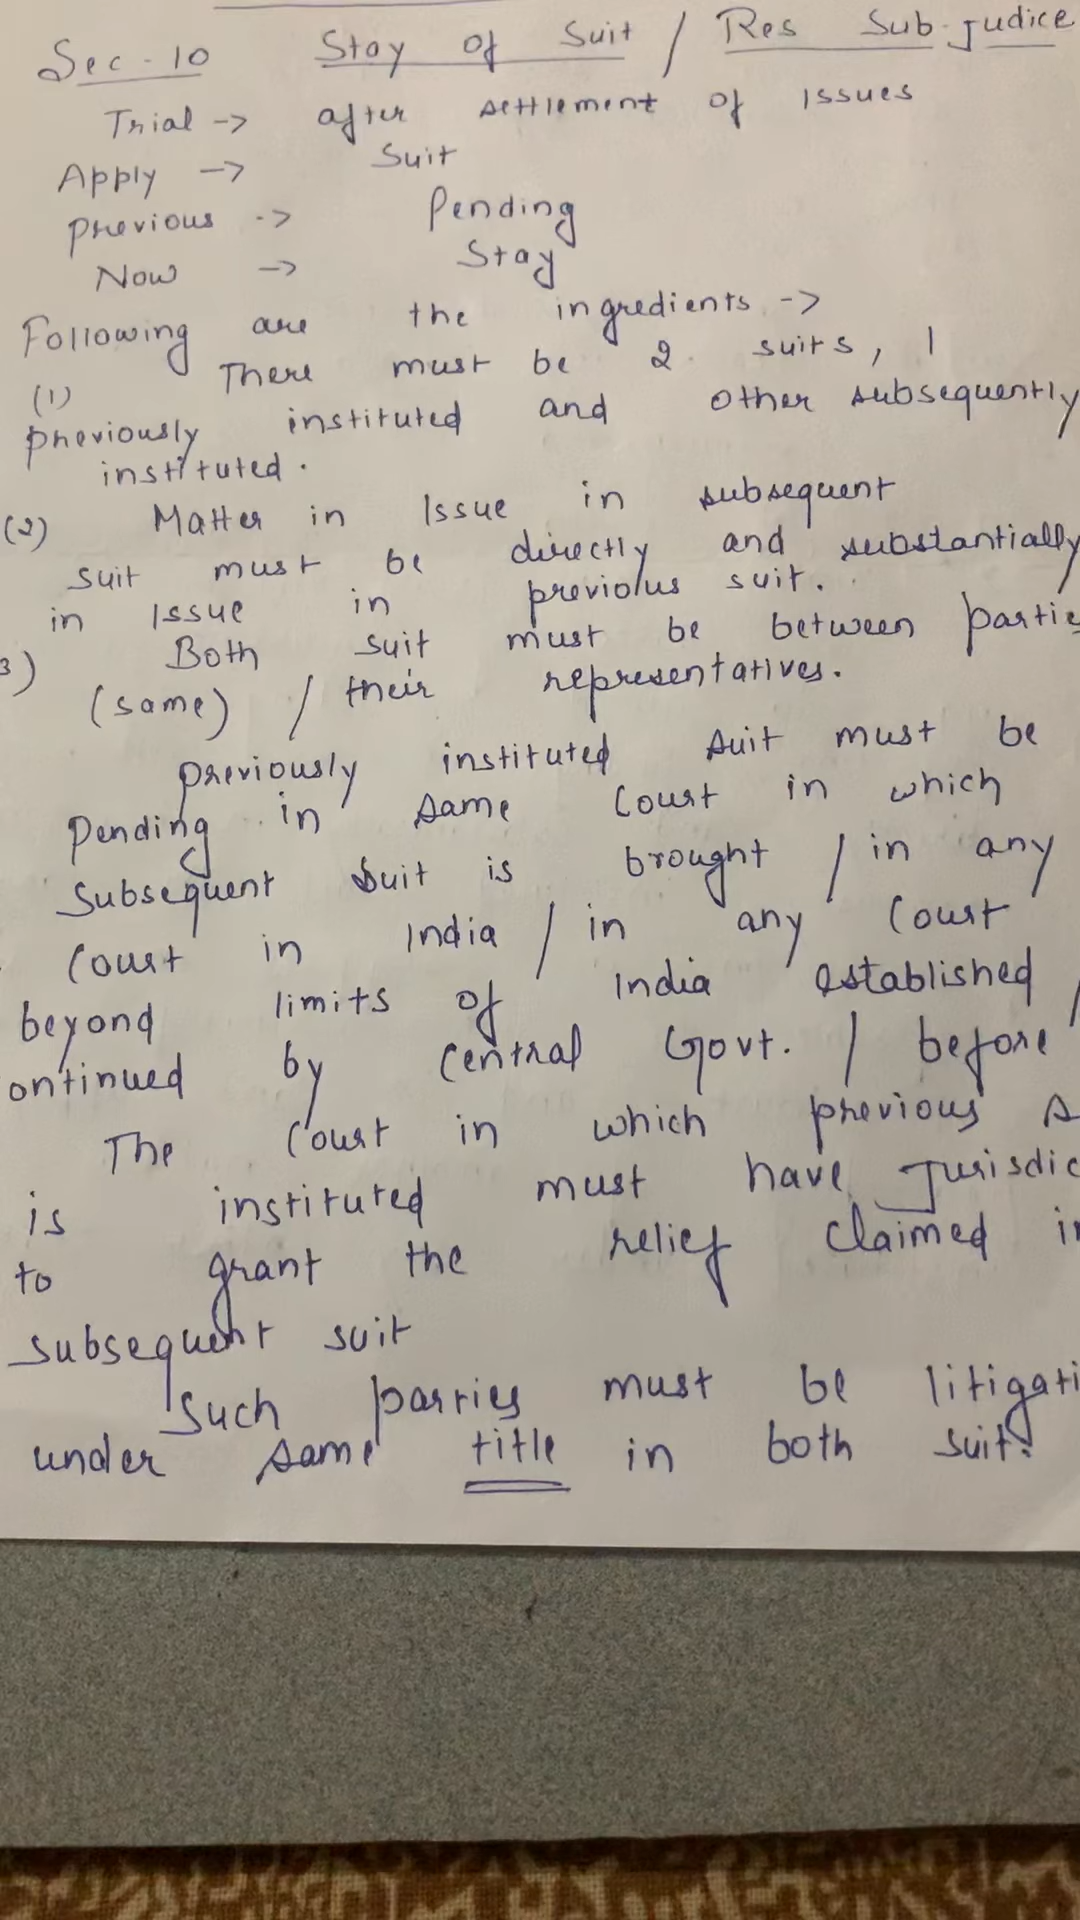 Sec-10 Stay of Suit / Res Sub-Judice
Trial -> after settlement of Issues
Apply -> Suit
Previous -> Pending
Now -> Stay
Following are the ingredients ->
(1) There must be 2 suits, 1
previously instituted and other subsequently
instituted.
(2) Matter in Issue in subsequent
suit must be directly and substantially
in Issue in previous suit.
3) Both suit must be between partie
(same) / their representatives.
previously instituted suit must be
Pending in same Court in which
Subsequent Suit is brought / in any
Court in India / in any Court
beyond limits of India established /
ontinued by Central Govt. / before
The Court in which previous s
is instituted must have Jurisdic
to grant the relief claimed in
subsequent suit
Such parties must be litigati
under same title in both suit.